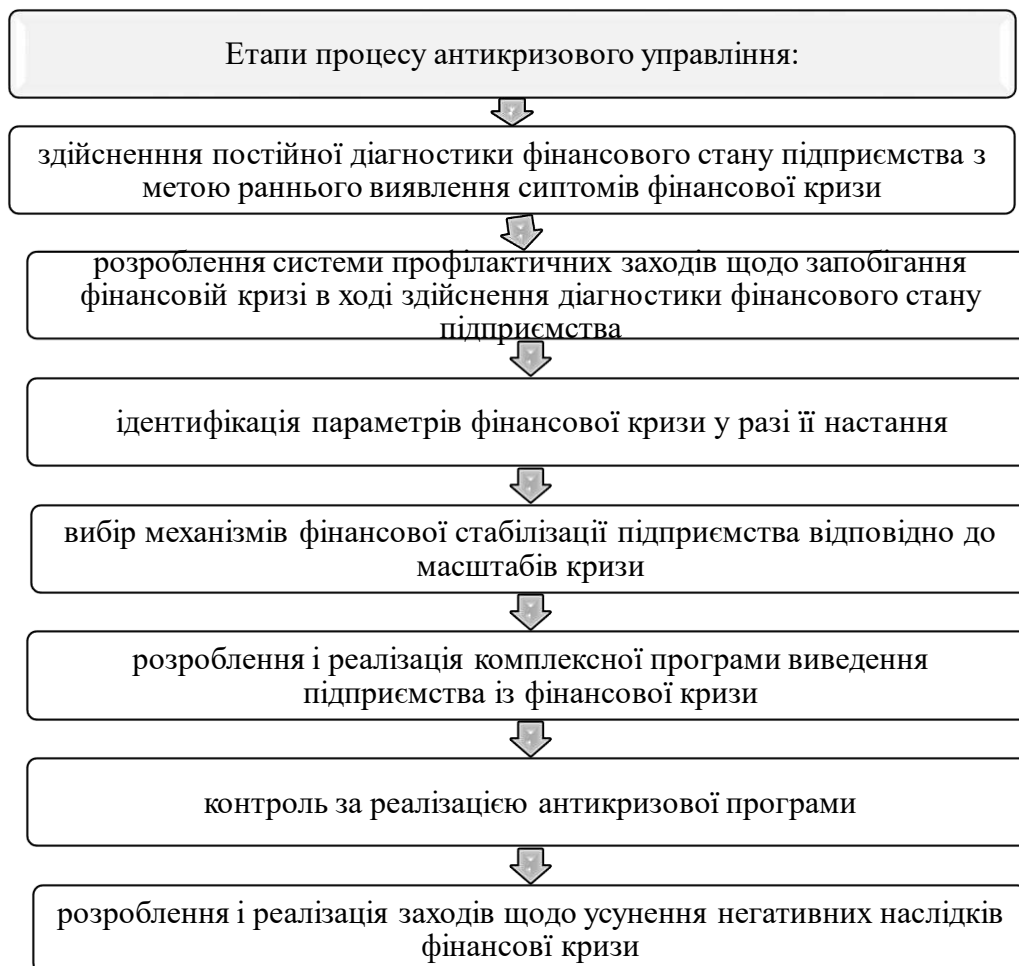 Етапи процесу антикризового управління:
здійсненння постійної діагностики фінансового стану підприємства з
метою раннього виявлення сиптомів фінансової кризи
розроблення системи профілактичних заходів щодо запобігання
фінансовій кризі в ході здійснення діагностики фінансового стану
підприємства
ідентифікація параметрів фінансової кризи у разі її настання
вибір механізмів фінансової стабілізації підприємства відповідно до
масштабів кризи
розроблення і реалізація комплексної програми виведення
підприємства із фінансової кризи
контроль за реалізацією антикризової програми
розроблення і реалізація заходів щодо усунення негативних наслідків
фінансові кризи